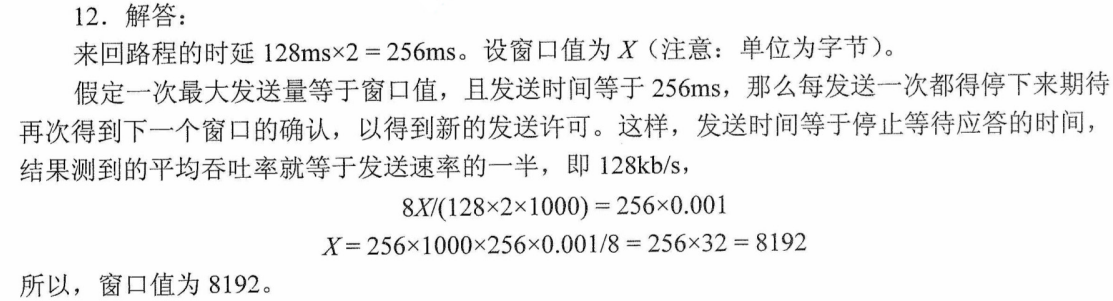 12．解答：
来回路程的时延 128ms×2 = 256ms。设窗口值为 X（注意：单位为字节）。
假定一次最大发送量等于窗口值，且发送时间等于 256ms，那么每发送一次都得停下来期待
再次得到下一个窗口的确认，以得到新的发送许可。这样，发送时间等于停止等待应答的时间，
结果测到的平均吞吐率就等于发送速率的一半，即 128kb/s，
8X/(128×2×1000) = 256×0.001
X = 256×1000×256×0.001/8 = 256×32 = 8192
所以，窗口值为 8192。